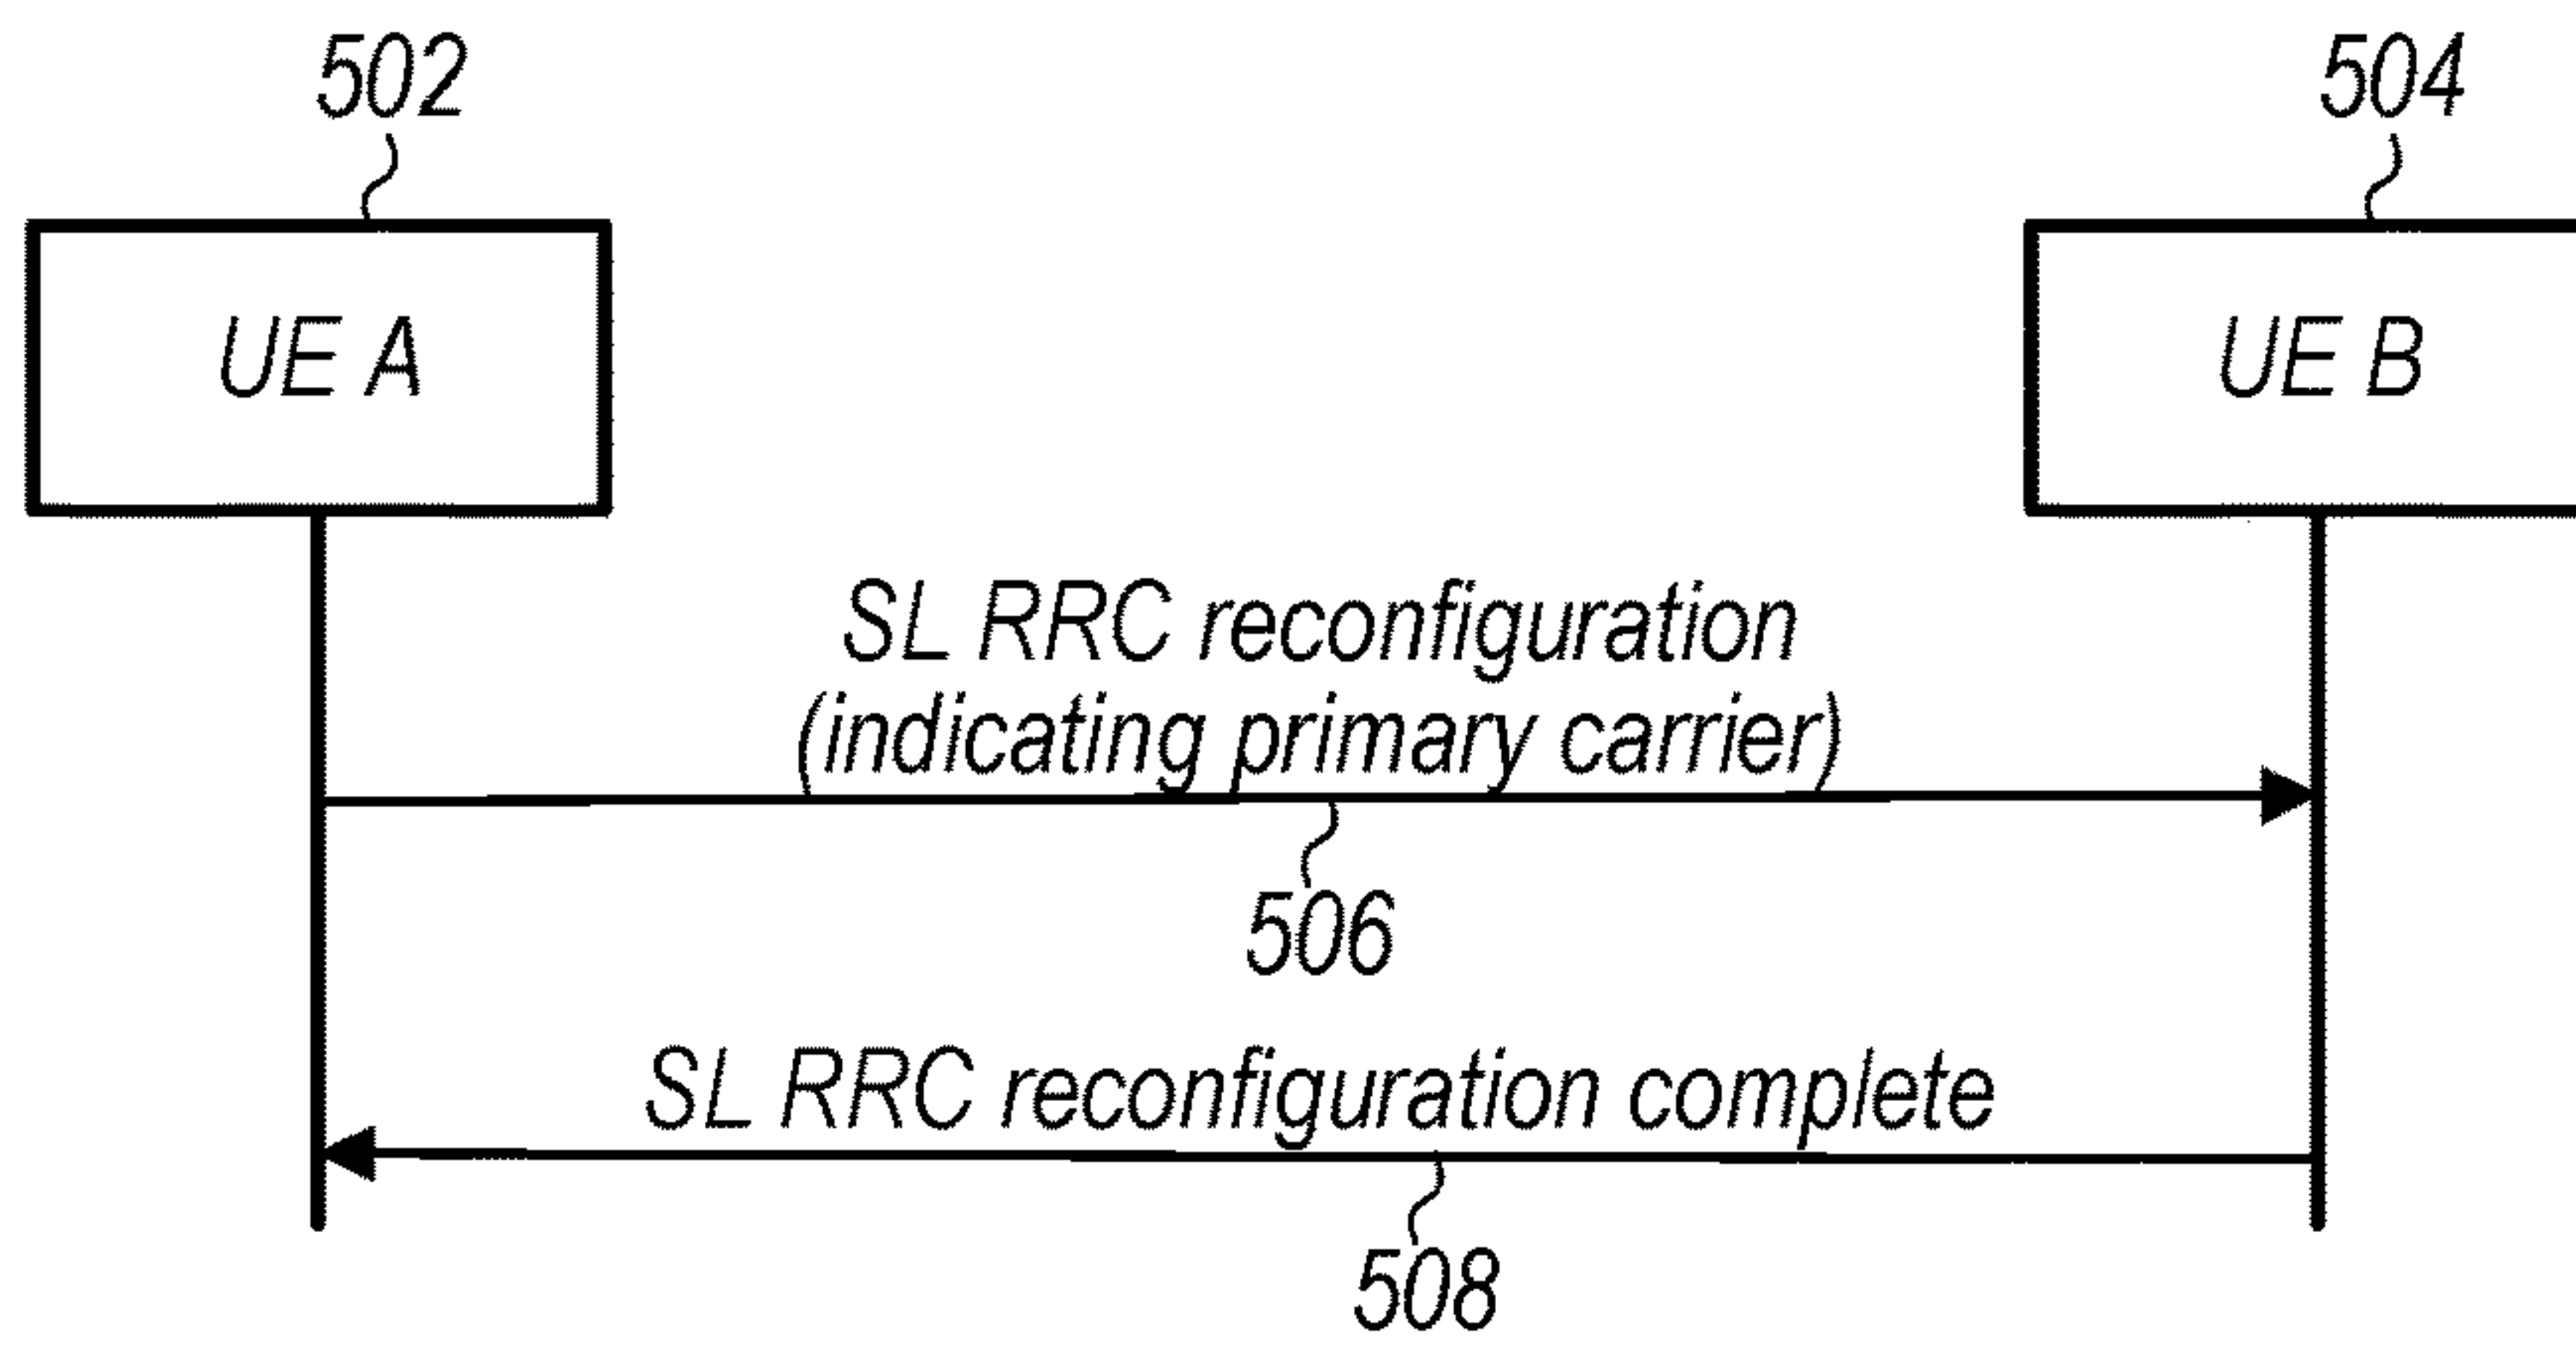 502
504
UE A
UE B
SL RRC reconfiguration
(indicating primary carrier)
506
SL RRC reconfiguration complete
508